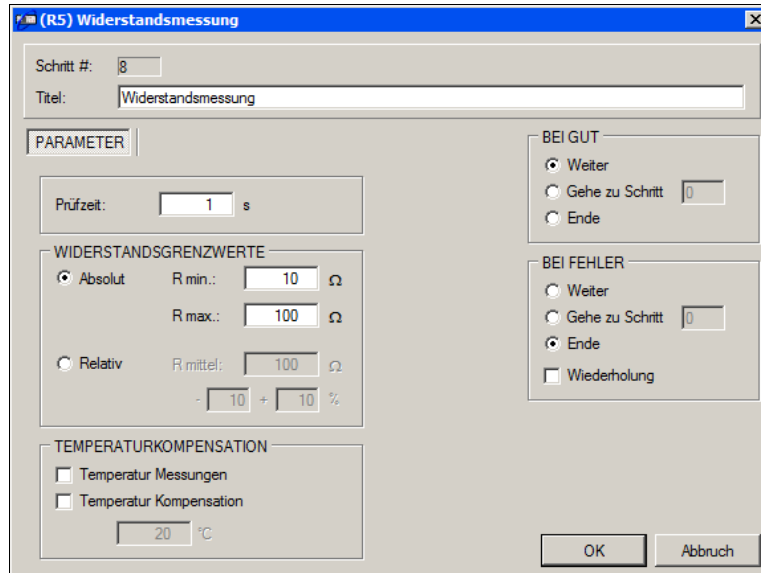 (R5) Widerstandsmessung
Schritt #: 8
Titel: Widerstandsmessung
PARAMETER
Prüfzeit: 1 s
WIDERSTANDSGRENZWERTE
Absolut R min.: 10 Ω
R max.: 100 Ω
Relativ R mittel: 100 Ω
- 10 + 10 %
TEMPERATURKOMPENSATION
Temperatur Messungen
Temperatur Kompensation
20 °C
BEI GUT
Weiter
Gehe zu Schritt 0
Ende
BEI FEHLER
Weiter
Gehe zu Schritt 0
Ende
Wiederholung
OK Abbruch